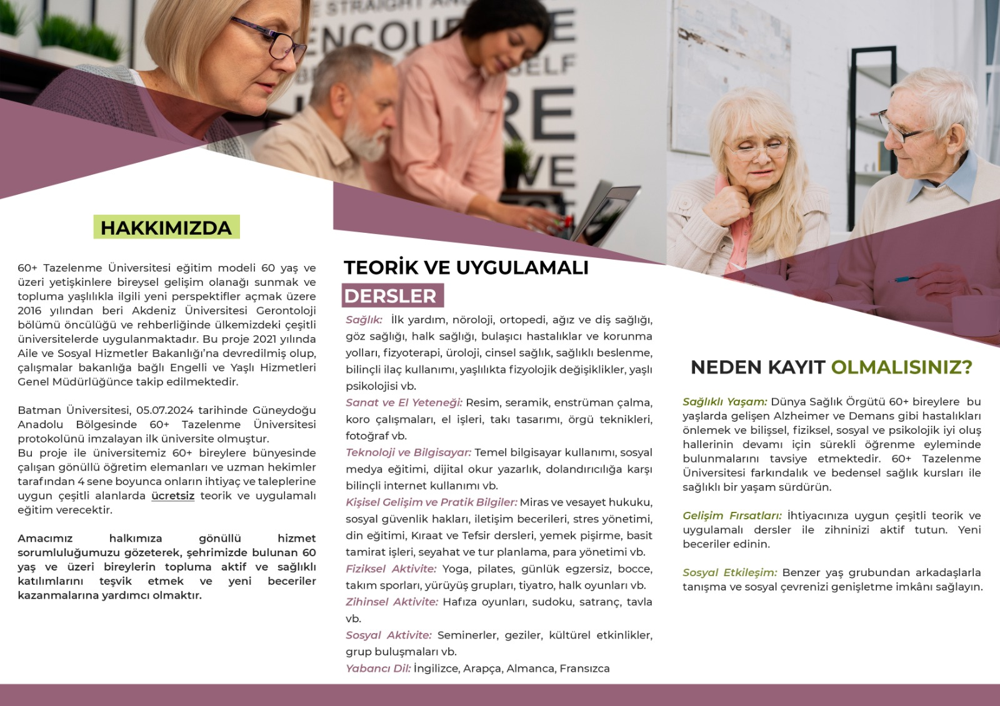 E STRAIGHT AN
ENCOU E
B SELF
RE
VE
HAKKIMIZDA
60+ Tazelenme Üniversitesi eğitim modeli 60 yaş ve
üzeri yetişkinlere bireysel gelişim olanağı sunmak ve
topluma yaşlılıkla ilgili yeni perspektifler açmak üzere
2016 yılından beri Akdeniz Üniversitesi Gerontoloji
bölümü öncülüğü ve rehberliğinde ülkemizdeki çeşitli
üniversitelerde uygulanmaktadır. Bu proje 2021 yılında
Aile ve Sosyal Hizmetler Bakanlığı’na devredilmiş olup,
çalışmalar bakanlığa bağlı Engelli ve Yaşlı Hizmetleri
Genel Müdürlüğünce takip edilmektedir.
Batman Üniversitesi, 05.07.2024 tarihinde Güneydoğu
Anadolu Bölgesinde 60+ Tazelenme Üniversitesi
protokolünü imzalayan ilk üniversite olmuştur.
Bu proje ile üniversitemiz 60+ bireylere bünyesinde
çalışan gönüllü öğretim elemanları ve uzman hekimler
tarafından 4 sene boyunca onların ihtiyaç ve taleplerine
uygun çeşitli alanlarda ücretsiz teorik ve uygulamalı
eğitim verecektir.
Amacımız halkımıza gönüllü hizmet
sorumluluğumuzu gözeterek, şehrimizde bulunan 60
yaş ve üzeri bireylerin topluma aktif ve sağlıklı
katılımlarını teşvik etmek ve yeni beceriler
kazanmalarına yardımcı olmaktır.
TEORİK VE UYGULAMALI
DERSLER
Sağlık: İlk yardım, nöroloji, ortopedi, ağız ve diş sağlığı,
göz sağlığı, halk sağlığı, bulaşıcı hastalıklar ve korunma
yolları, fizyoterapi, üroloji, cinsel sağlık, sağlıklı beslenme,
bilinçli ilaç kullanımı, yaşlılıkta fizyolojik değişiklikler, yaşlı
psikolojisi vb.
Sanat ve El Yeteneği: Resim, seramik, enstrüman çalma,
koro çalışmaları, el işleri, takı tasarımı, örgü teknikleri,
fotoğraf vb.
Teknoloji ve Bilgisayar: Temel bilgisayar kullanımı, sosyal
medya eğitimi, dijital okur yazarlık, dolandırıcılığa karşı
bilinçli internet kullanımı vb.
Kişisel Gelişim ve Pratik Bilgiler: Miras ve vesayet hukuku,
sosyal güvenlik hakları, iletişim becerileri, stres yönetimi,
din eğitimi, Kıraat ve Tefsir dersleri, yemek pişirme, basit
tamirat işleri, seyahat ve tur planlama, para yönetimi vb.
Fiziksel Aktivite: Yoga, pilates, günlük egzersiz, bocce,
takım sporları, yürüyüş grupları, tiyatro, halk oyunları vb.
Zihinsel Aktivite: Hafıza oyunları, sudoku, satranç, tavla
vb.
Sosyal Aktivite: Seminerler, geziler, kültürel etkinlikler,
grup buluşmaları vb.
Yabancı Dil: İngilizce, Arapça, Almanca, Fransızca
NEDEN KAYIT OLMALISINIZ?
Sağlıklı Yaşam: Dünya Sağlık Örgütü 60+ bireylere bu
yaşlarda gelişen Alzheimer ve Demans gibi hastalıkları
önlemek ve bilişsel, fiziksel, sosyal ve psikolojik iyi oluş
hallerinin devamı için sürekli öğrenme eyleminde
bulunmalarını tavsiye etmektedir. 60+ Tazelenme
Üniversitesi farkındalık ve bedensel sağlık kursları ile
sağlıklı bir yaşam sürdürün.
Gelişim Fırsatları: İhtiyacınıza uygun çeşitli teorik ve
uygulamalı dersler ile zihninizi aktif tutun. Yeni
beceriler edinin.
Sosyal Etkileşim: Benzer yaş grubundan arkadaşlarla
tanışma ve sosyal çevrenizi genişletme imkânı sağlayın.